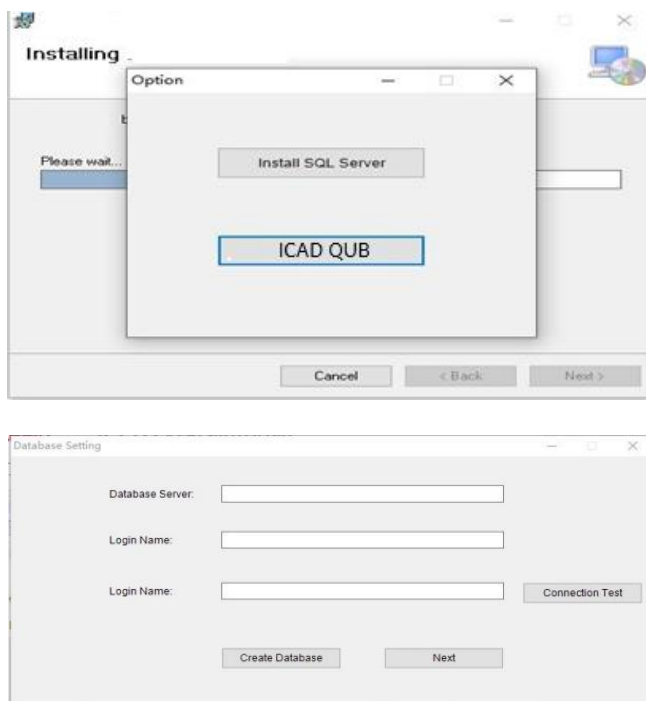 Installing
Option
Please wait...
Install SQL Server
ICAD QUB
Cancel
< Back
Next >
Database Setting
Database Server:
Login Name:
Login Name:
Connection Test
Create Database
Next